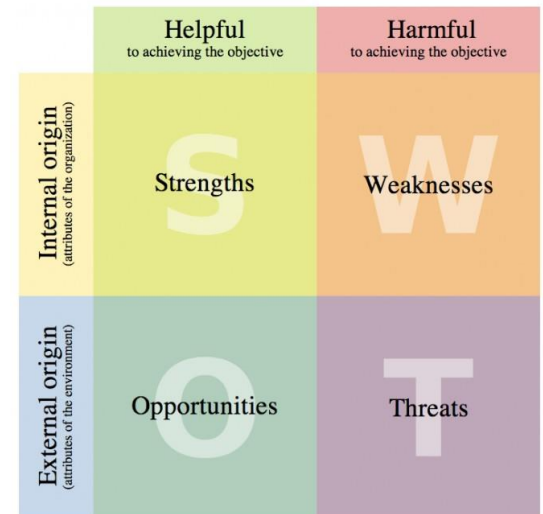 Helpful
to achieving the objective
Harmful
to achieving the objective
Internal origin
(attributes of the organization)
S
Strengths
W
Weaknesses
External origin
(attributes of the environment)
O
Opportunities
T
Threats